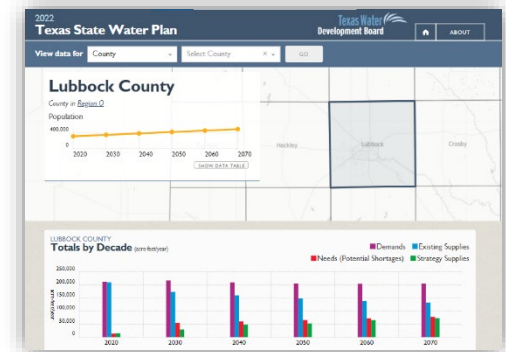 2022
Texas State Water Plan
Texas Water
Development Board
ABOUT
View data for
County
Select County
×
GO
Lubbock County
County in Region O
Population
400,000
0
2020 2030 2040 2050 2060 2070
SHOW DATA TABLE
Hockley
Lubbock
Crosby
LUBBOCK COUNTY
Totals by Decade (acre-feet/year)
Demands Existing Supplies
Needs (Potential Shortages) Strategy Supplies
250,000
200,000
150,000
100,000
50,000
0
2020 2030 2040 2050 2060 2070